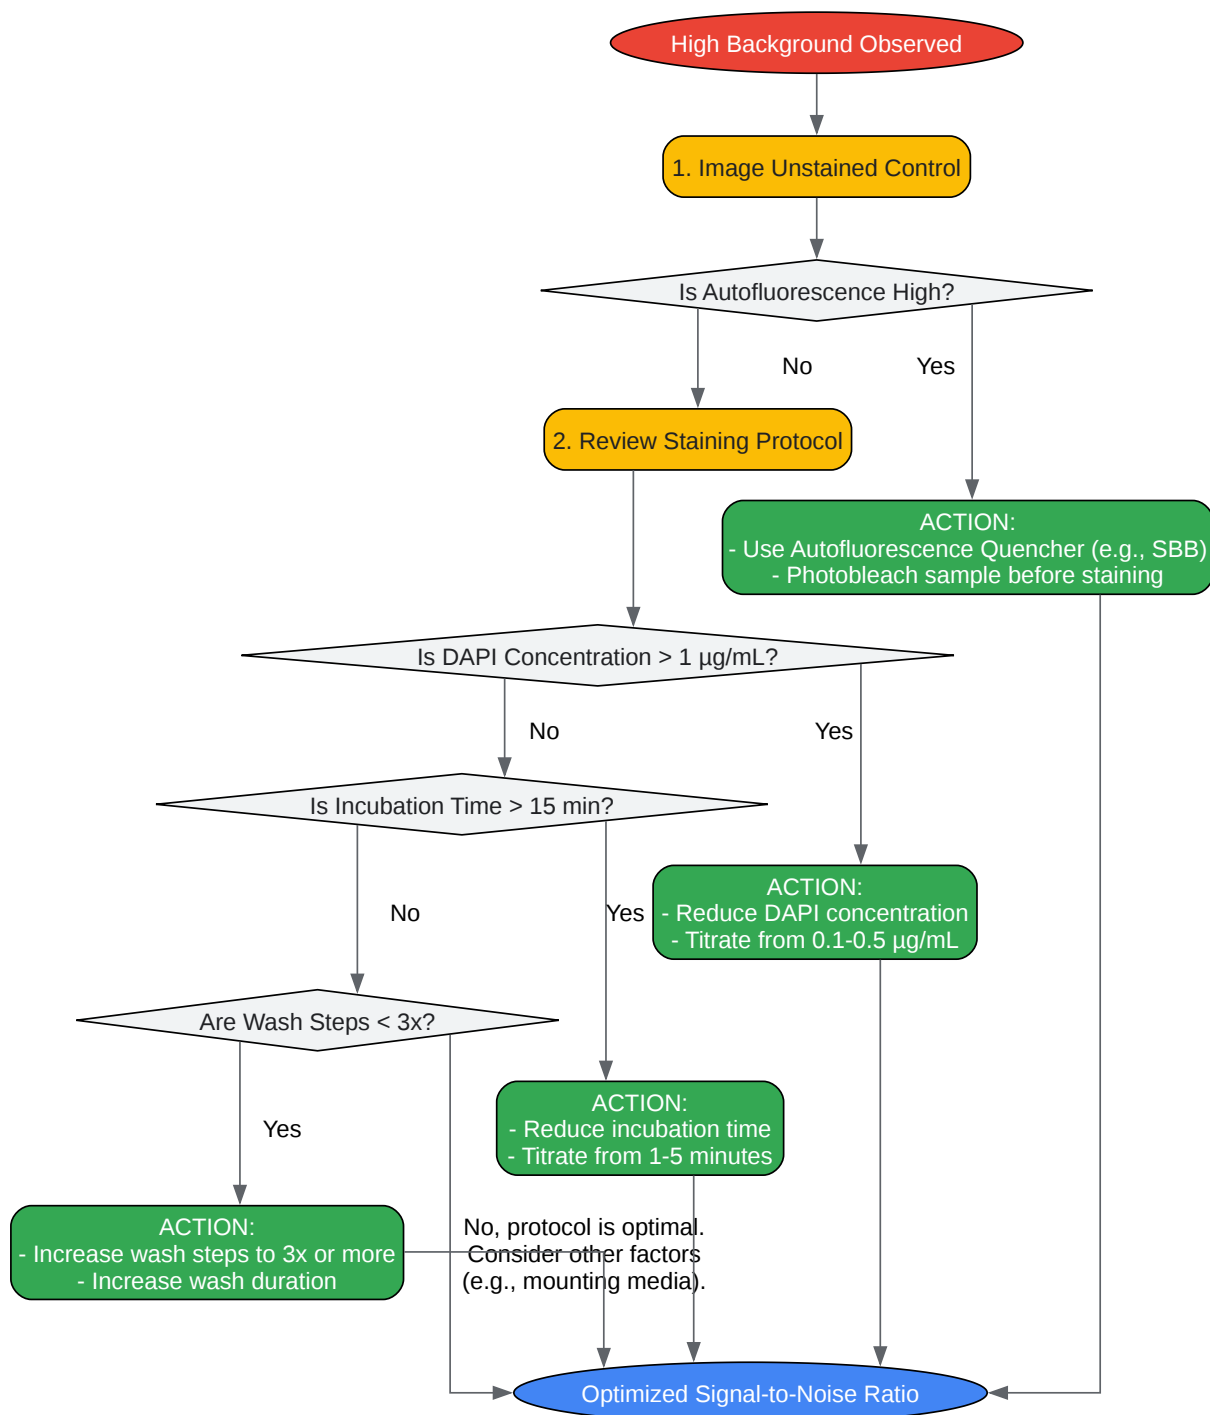 High Background Observed
1. Image Unstained Control
Is Autofluorescence High?
No
Yes
2. Review Staining Protocol
ACTION:
- Use Autofluorescence Quencher (e.g., SBB)
- Photobleach sample before staining
Is DAPI Concentration > 1 µg/mL?
No
Yes
Is Incubation Time > 15 min?
No
Yes
ACTION:
- Reduce DAPI concentration
- Titrate from 0.1-0.5 µg/mL
Are Wash Steps < 3x?
Yes
ACTION:
- Reduce incubation time
- Titrate from 1-5 minutes
ACTION:
- Increase wash steps to 3x or more
- Increase wash duration
No, protocol is optimal.
Consider other factors
(e.g., mounting media).
Optimized Signal-to-Noise Ratio